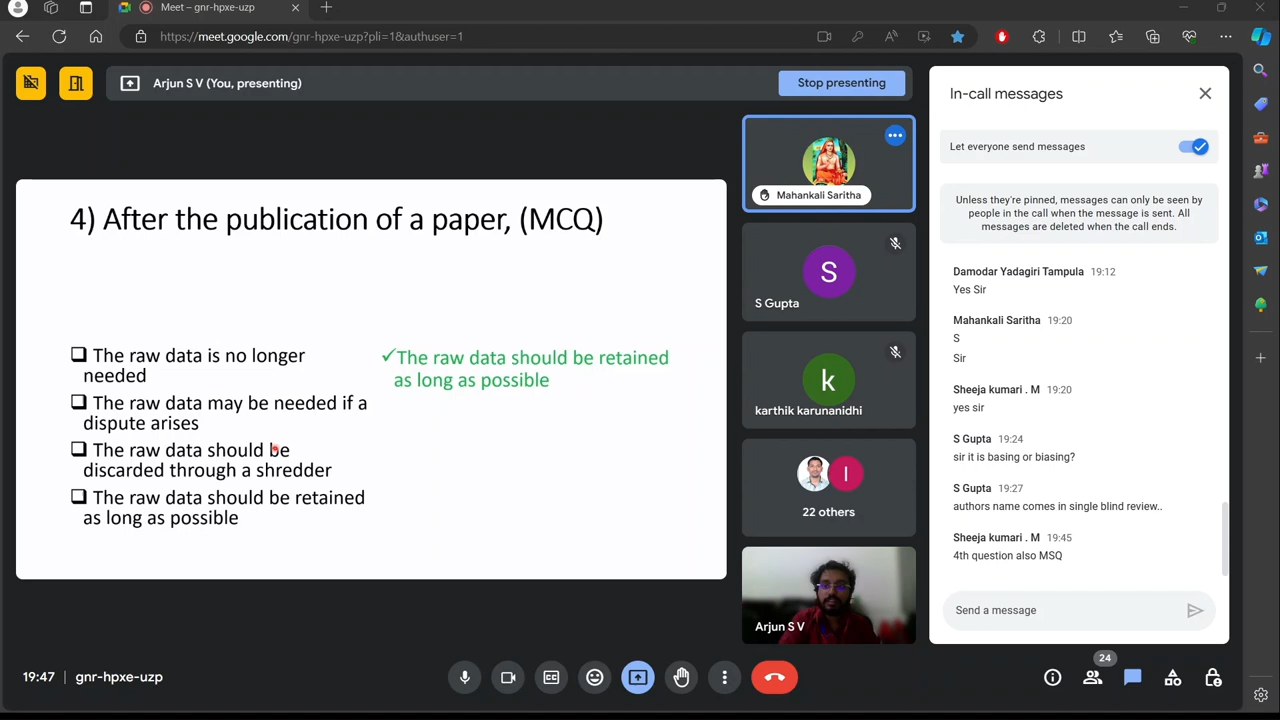 Meet – gnr-hpxe-uzp
https://meet.google.com/gnr-hpxe-uzp?pli=1&authuser=1
Arjun S V (You, presenting)
Stop presenting
4) After the publication of a paper, (MCQ)
The raw data is no longer
needed
The raw data may be needed if a
dispute arises
The raw data should be
discarded through a shredder
The raw data should be retained
as long as possible
✓The raw data should be retained
as long as possible
Mahankali Saritha
S
S Gupta
k
karthik karunanidhi
I
22 others
Arjun S V
In-call messages
Let everyone send messages
Unless they're pinned, messages can only be seen by
people in the call when the message is sent. All
messages are deleted when the call ends.
Damodar Yadagiri Tampula 19:12
Yes Sir
Mahankali Saritha 19:20
S
Sir
Sheeja kumari . M 19:20
yes sir
S Gupta 19:24
sir it is basing or biasing?
S Gupta 19:27
authors name comes in single blind review..
Sheeja kumari . M 19:45
4th question also MSQ
Send a message
19:47 | gnr-hpxe-uzp
24